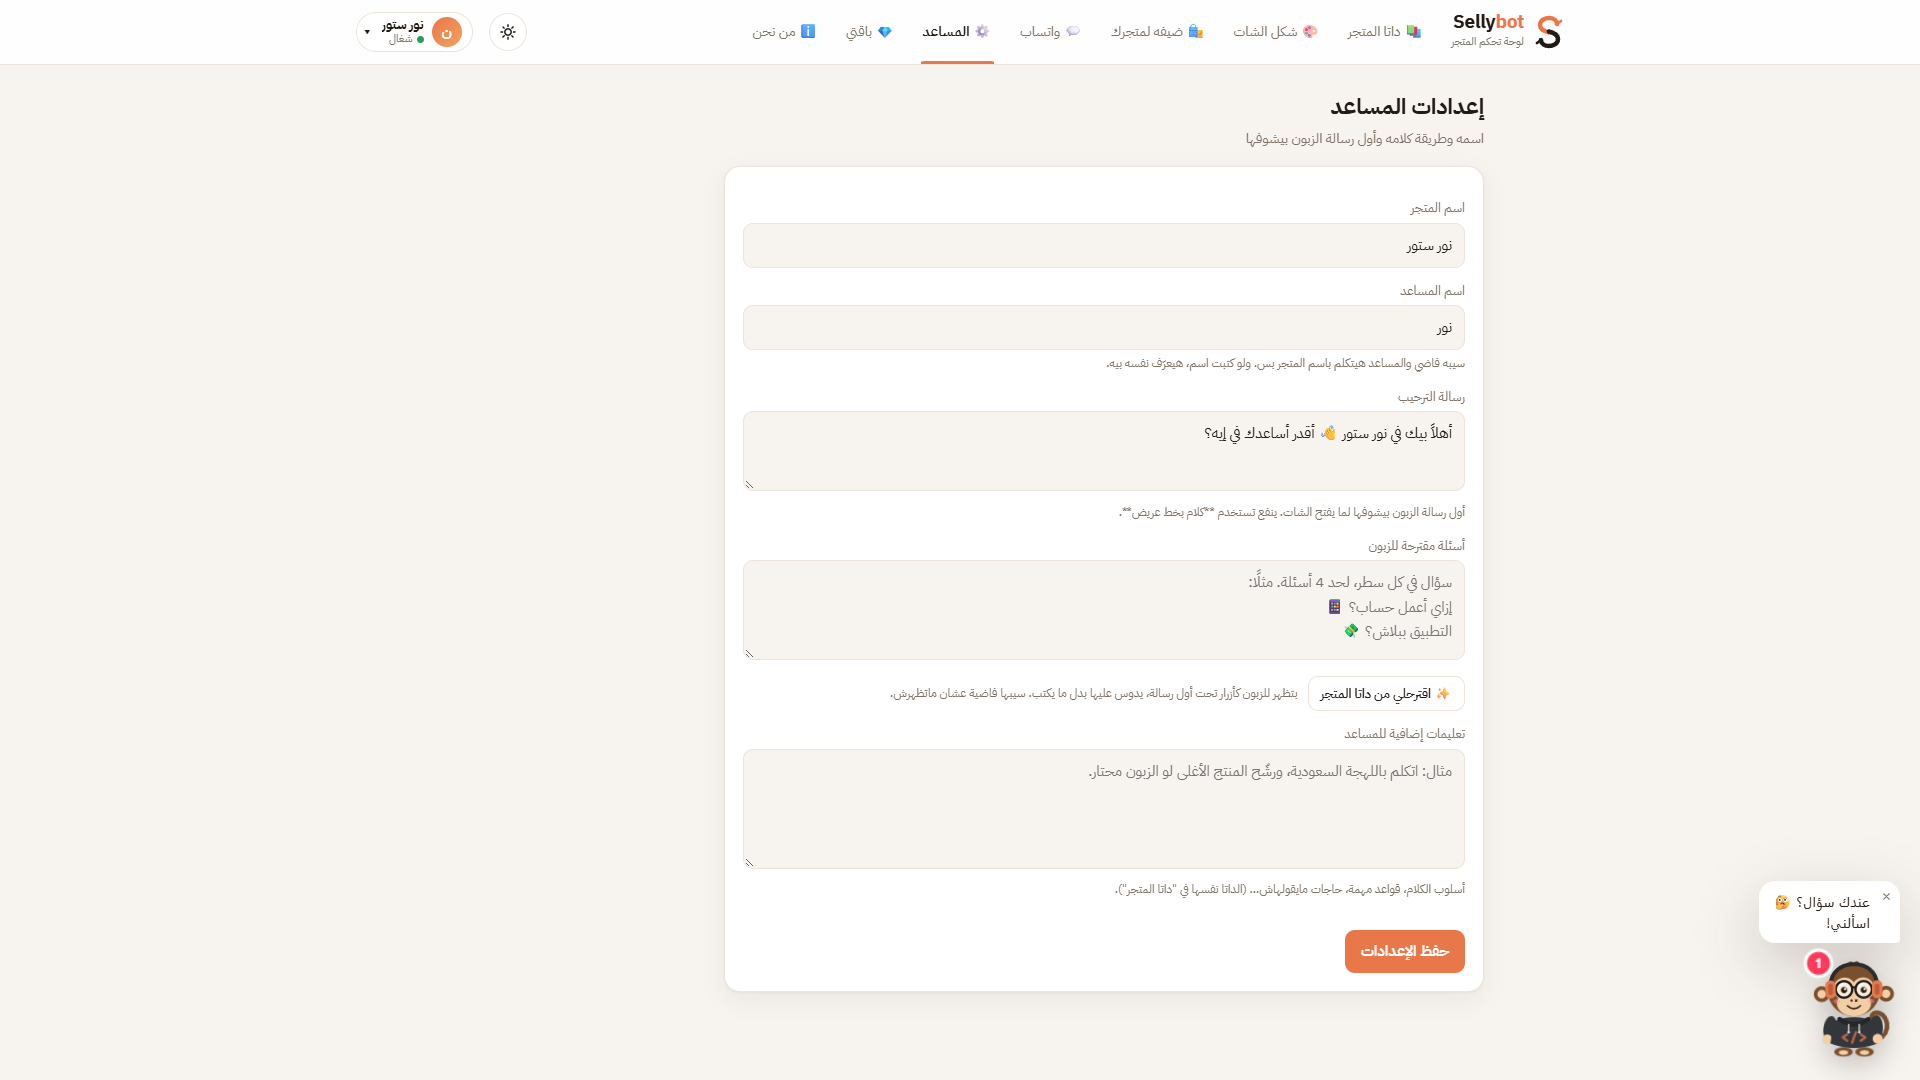 Sellybot
لوحة تحكم المتجر
داتا المتجر
شكل الشات
ضيفه لمتجرك
واتساب
المساعد
باقتي
من نحن
ن
نور ستور
شغال
إعدادات المساعد
اسمه وطريقة كلامه وأول رسالة الزبون بيشوفها
اسم المتجر
نور ستور
اسم المساعد
نور
سيبه فاضي والمساعد هيتكلم باسم المتجر بس. ولو كتبت اسم، هيعرّف نفسه بيه.
رسالة الترحيب
أهلاً بيك في نور ستور 👋 أقدر أساعدك في إيه؟
أول رسالة الزبون بيشوفها لما يفتح الشات. ينفع تستخدم **كلام بخط عريض**.
أسئلة مقترحة للزبون
سؤال في كل سطر، لحد 4 أسئلة. مثلًا:
إزاي أعمل حساب؟ 📱
التطبيق ببلاش؟ 💸
✨ اقترحلي من داتا المتجر
بتظهر للزبون كأزرار تحت أول رسالة، يدوس عليها بدل ما يكتب. سيبها فاضية عشان ماتظهرش.
تعليمات إضافية للمساعد
مثال: اتكلم باللهجة السعودية، ورشّح المنتج الأغلى لو الزبون محتار.
أسلوب الكلام، قواعد مهمة، حاجات مايقولهاش... (الداتا نفسها في "داتا المتجر").
حفظ الإعدادات
عندك سؤال؟ 🤔
اسألني!
1